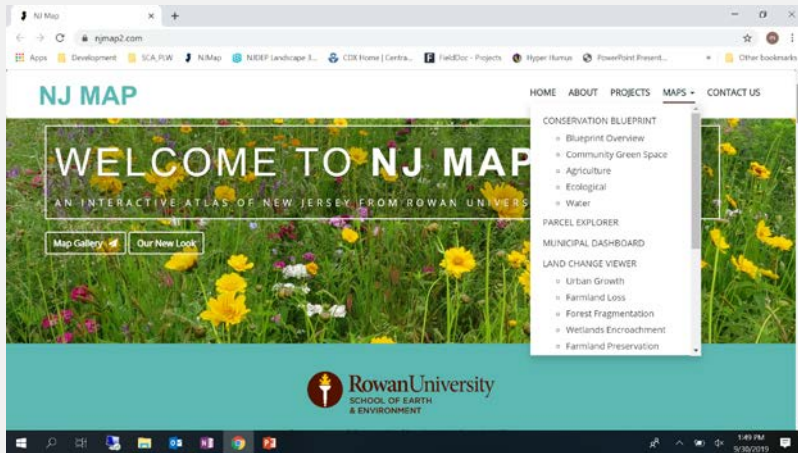 NJ Map
njmap2.com
Apps Development SCA_PLW NJMap NJDEP Landscape 3... CDX Home | Centra... FieldDoc - Projects Hyper Humus PowerPoint Present... Other bookmarks
NJ MAP
HOME ABOUT PROJECTS MAPS CONTACT US
CONSERVATION BLUEPRINT
Blueprint Overview
Community Green Space
Agriculture
Ecological
Water
PARCEL EXPLORER
MUNICIPAL DASHBOARD
LAND CHANGE VIEWER
Urban Growth
Farmland Loss
Forest Fragmentation
Wetlands Encroachment
Farmland Preservation
WELCOME TO NJ MAP
AN INTERACTIVE ATLAS OF NEW JERSEY FROM ROWAN UNIVERS
Map Gallery Our New Look
RowanUniversity
SCHOOL OF EARTH
& ENVIRONMENT
1:49 PM
9/30/2019